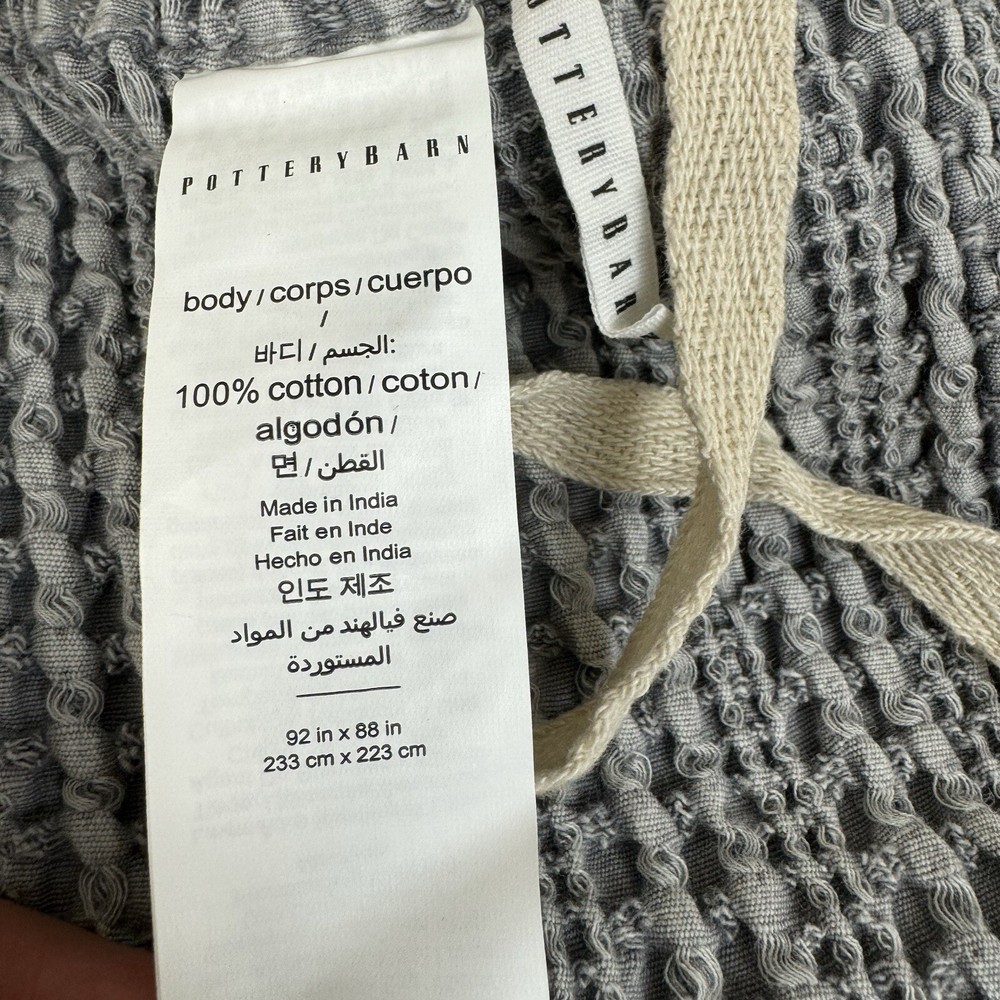 POTTERYBARN
body / corps / cuerpo
/
바디 / الجسم:
100% cotton / coton /
algodón /
면 / القطن
Made in India
Fait en Inde
Hecho en India
인도 제조
صنع فيالهند من المواد
المستوردة
92 in x 88 in
233 cm x 223 cm
OTTERYBAR